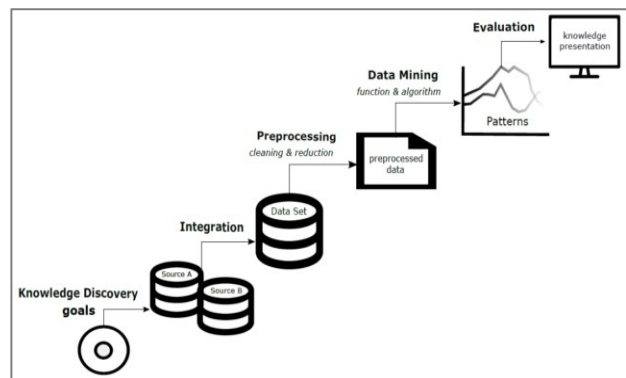 Evaluation
knowledge
presentation
Data Mining
function & algorithm
Patterns
Preprocessing
cleaning & reduction
preprocessed
data
Integration
Data Set
Knowledge Discovery
goals
Source A
Source B